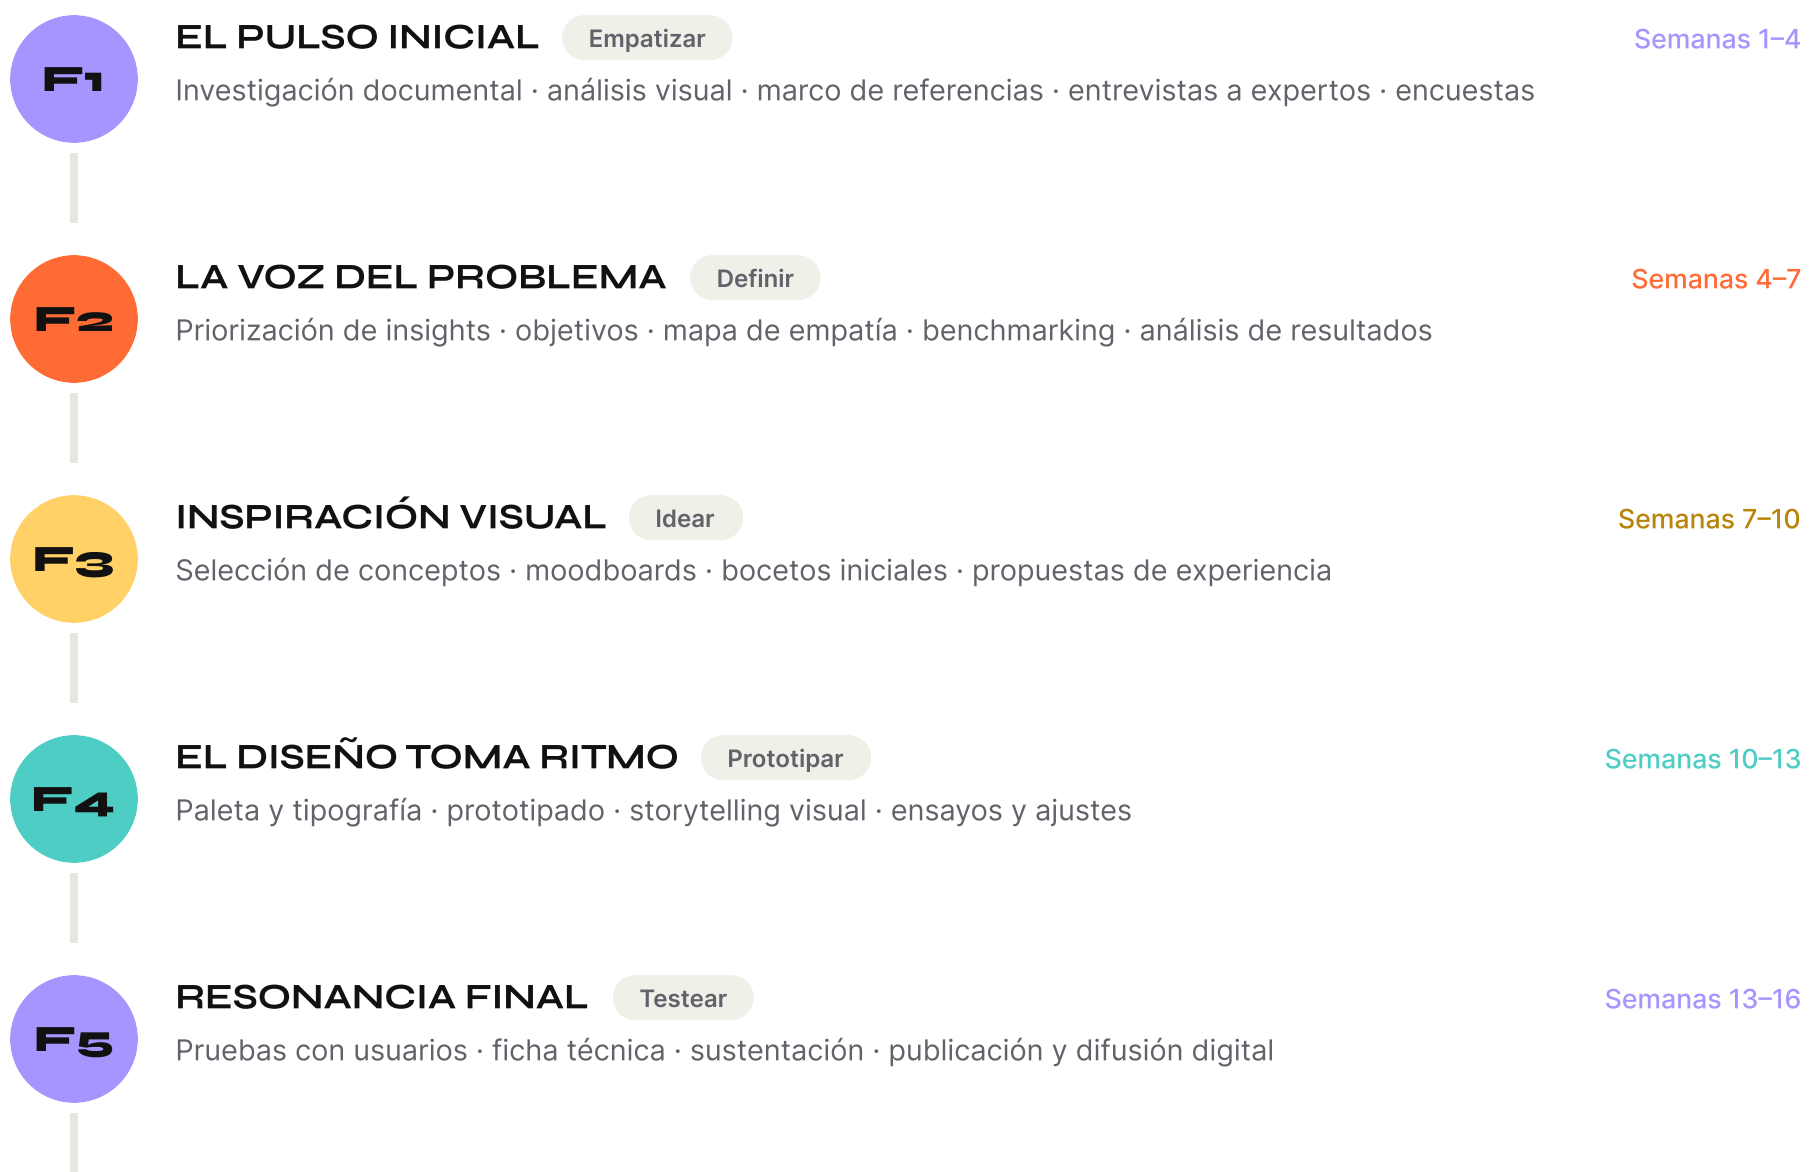 F1
EL PULSO INICIAL Empatizar Semanas 1–4
Investigación documental · análisis visual · marco de referencias · entrevistas a expertos · encuestas
F2
LA VOZ DEL PROBLEMA Definir Semanas 4–7
Priorización de insights · objetivos · mapa de empatía · benchmarking · análisis de resultados
F3
INSPIRACIÓN VISUAL Idear Semanas 7–10
Selección de conceptos · moodboards · bocetos iniciales · propuestas de experiencia
F4
EL DISEÑO TOMA RITMO Prototipar Semanas 10–13
Paleta y tipografía · prototipado · storytelling visual · ensayos y ajustes
F5
RESONANCIA FINAL Testear Semanas 13–16
Pruebas con usuarios · ficha técnica · sustentación · publicación y difusión digital